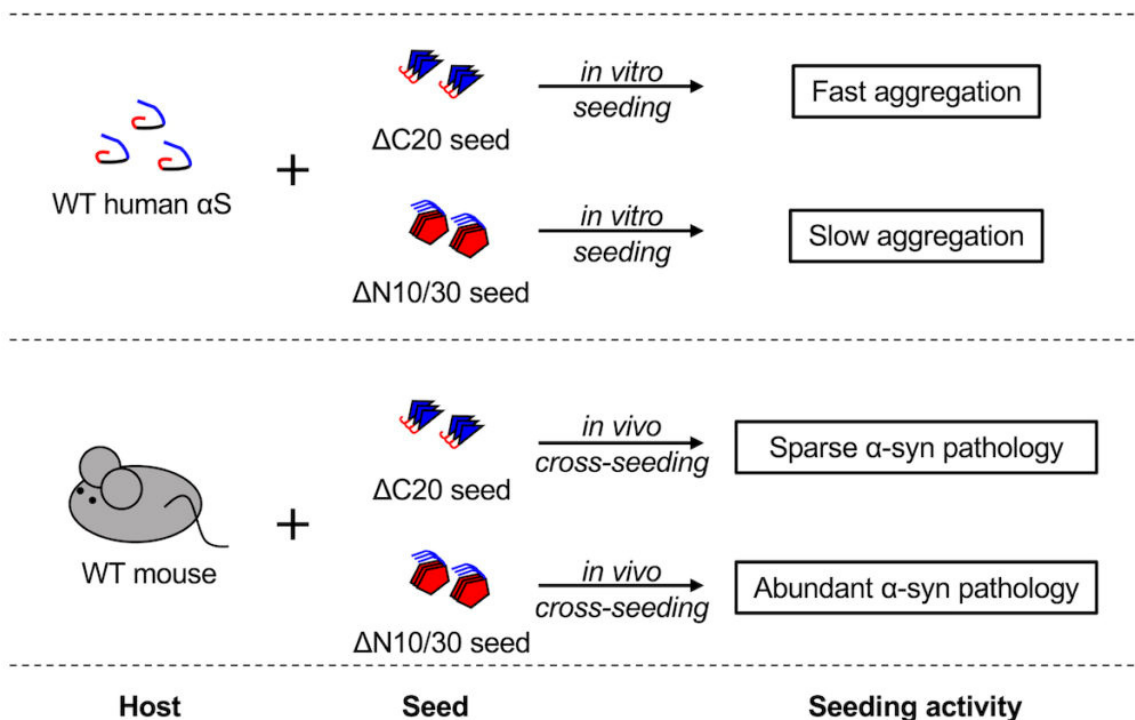 in vitro
seeding
Fast aggregation
ΔC20 seed
WT human αS
+
in vitro
seeding
Slow aggregation
ΔN10/30 seed
in vivo
cross-seeding
Sparse α-syn pathology
ΔC20 seed
WT mouse
+
in vivo
cross-seeding
Abundant α-syn pathology
ΔN10/30 seed
Host
Seed
Seeding activity